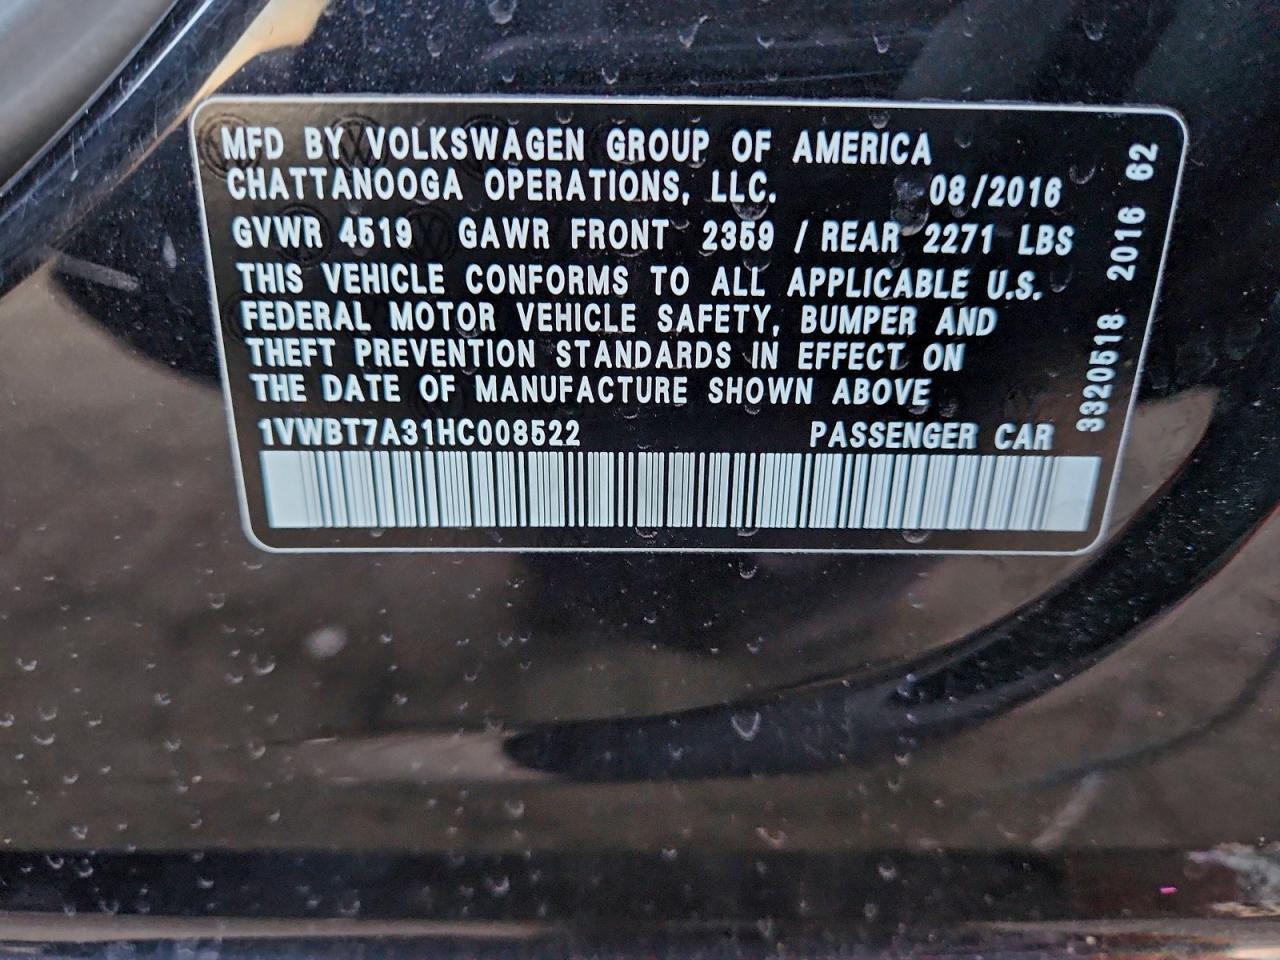 MFD BY VOLKSWAGEN GROUP OF AMERICA
CHATTANOOGA OPERATIONS, LLC. 08/2016
GVWR 4519 GAWR FRONT 2359 / REAR 2271 LBS
THIS VEHICLE CONFORMS TO ALL APPLICABLE U.S.
FEDERAL MOTOR VEHICLE SAFETY, BUMPER AND
THEFT PREVENTION STANDARDS IN EFFECT ON
THE DATE OF MANUFACTURE SHOWN ABOVE
1VWBT7A31HC008522 PASSENGER CAR
3320518 2016 62